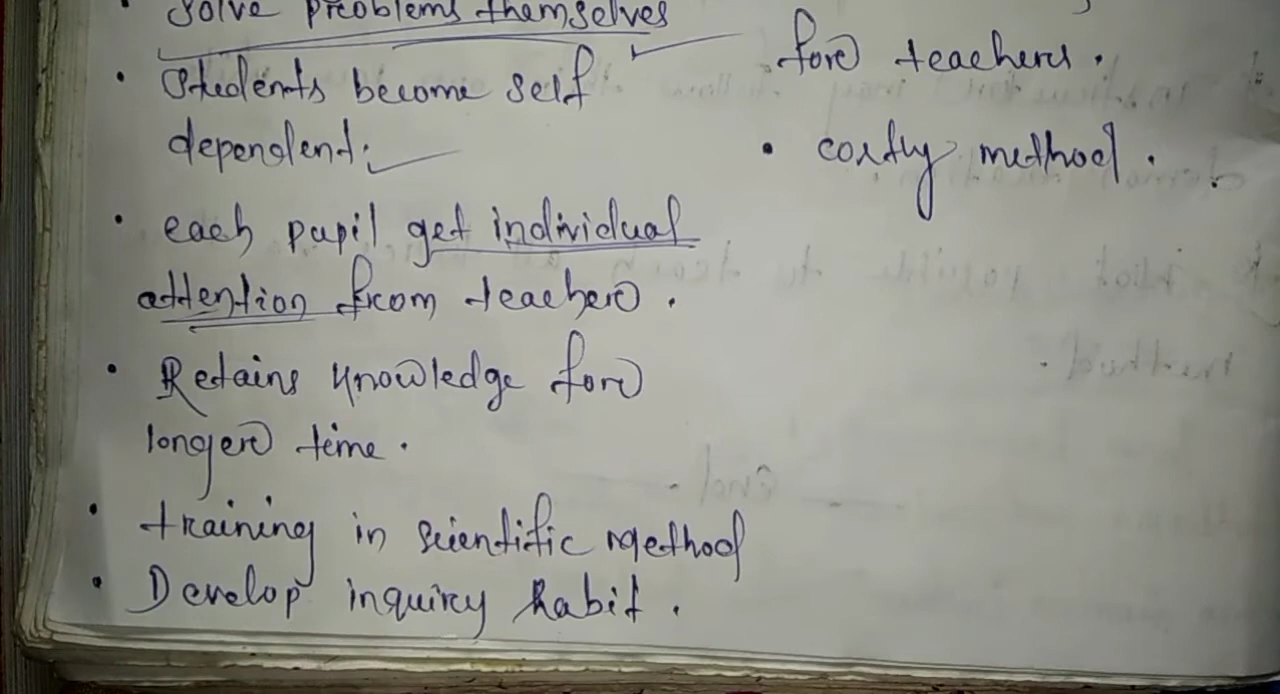 • Solve problems themselves
• Students become self
dependent.
• each pupil get individual
attention from teacher.
• Retains knowledge for
longer time.
• training in scientific method
• Develop inquiry habit.
for teachers.
• costly method.